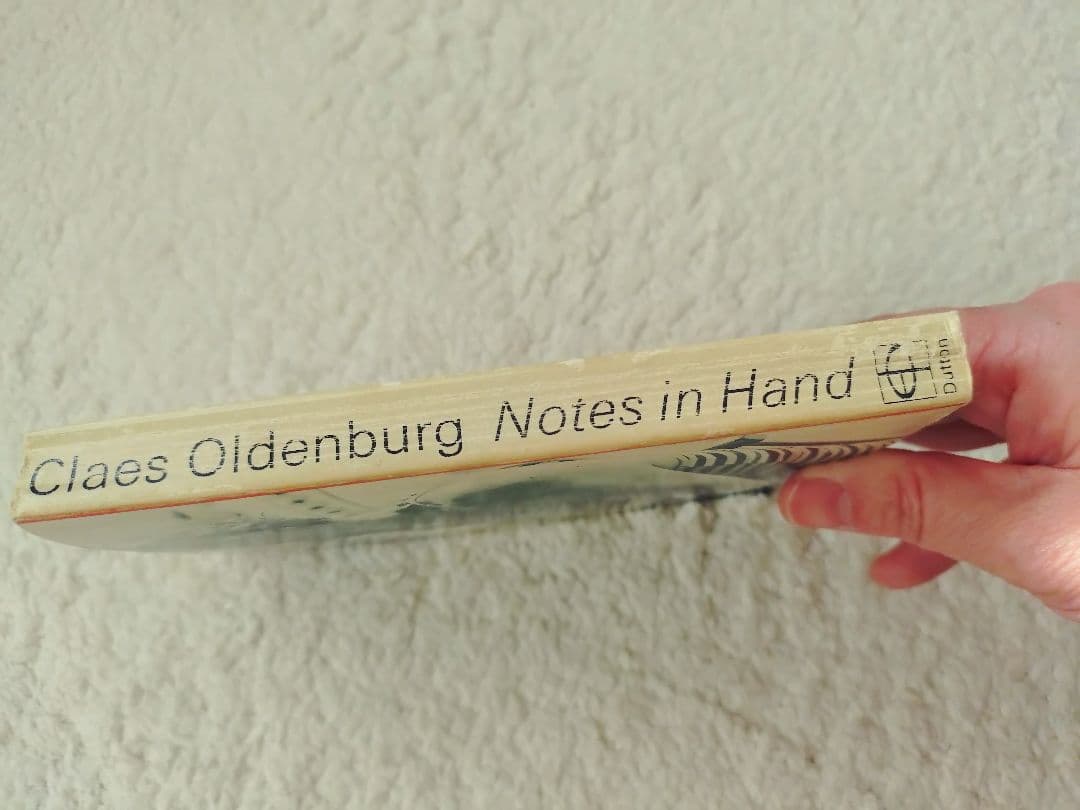 Claes Oldenburg Notes in Hand
Dutton